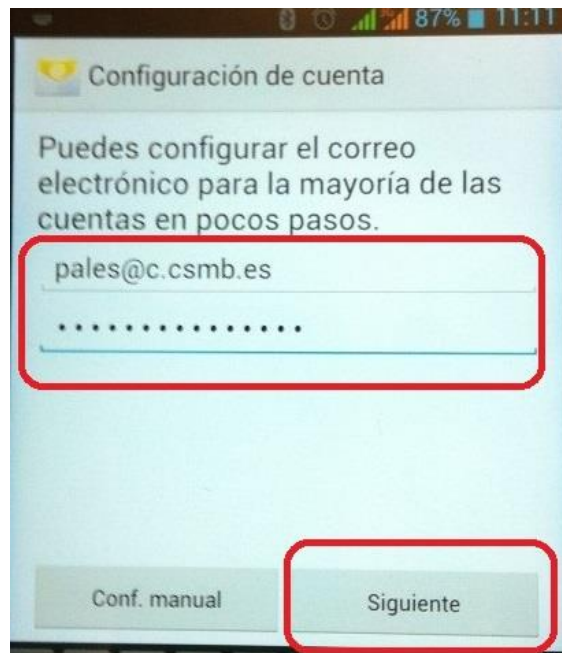 87% 11:11
Configuración de cuenta
Puedes configurar el correo
electrónico para la mayoría de las
cuentas en pocos pasos.
pales@c.csmb.es
•••••••••••••••
Conf. manual
Siguiente